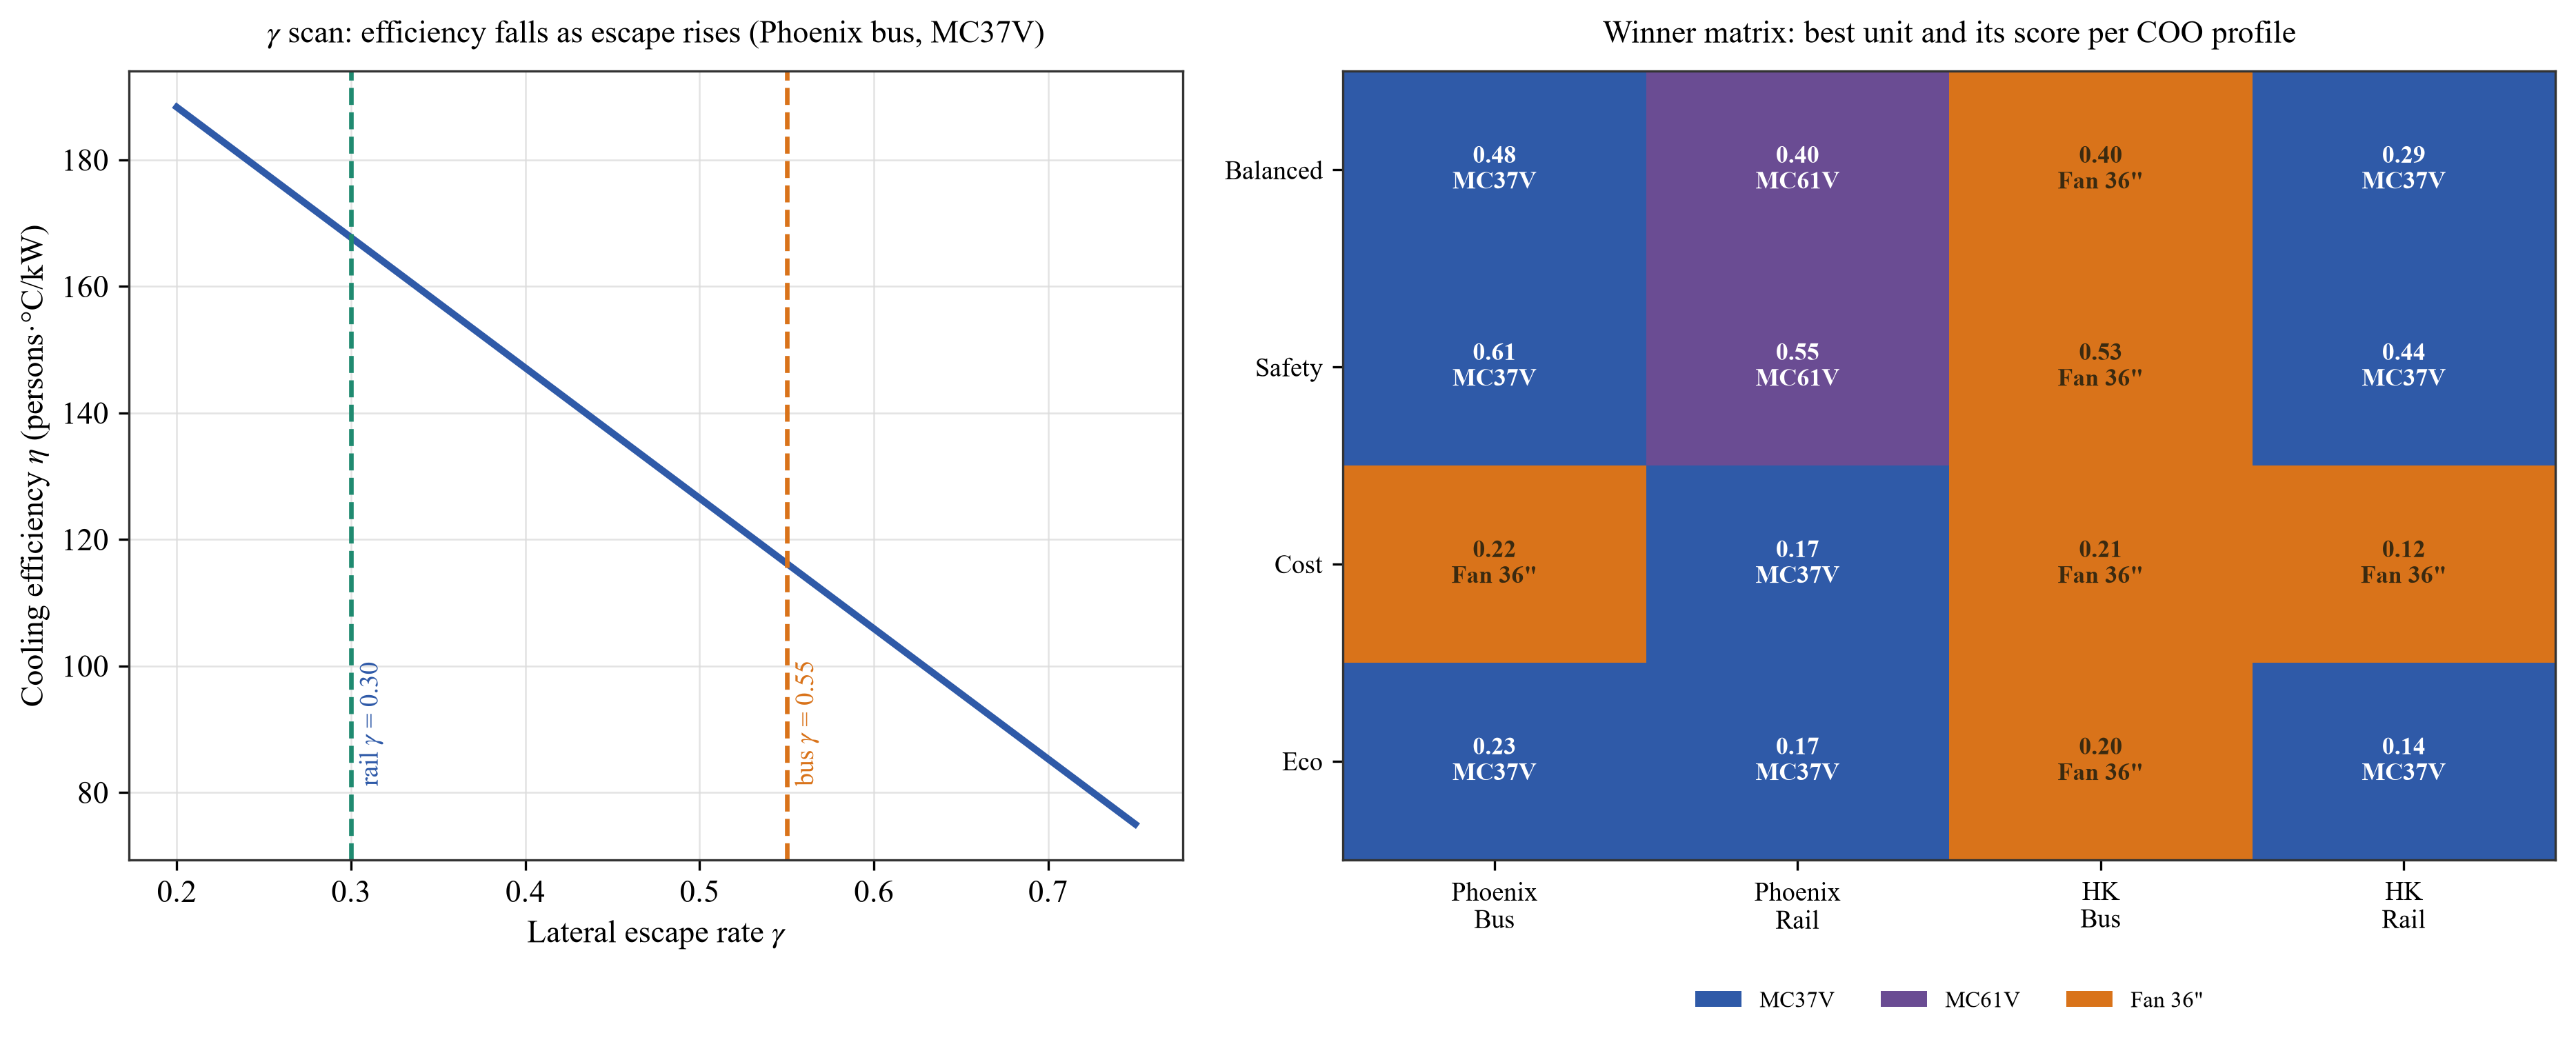 γ scan: efficiency falls as escape rises (Phoenix bus, MC37V)
Cooling efficiency η (persons·°C/kW)
180
160
140
120
100
80
rail γ = 0.30
bus γ = 0.55
0.2
0.3
0.4
0.5
0.6
0.7
Lateral escape rate γ
Winner matrix: best unit and its score per COO profile
Balanced
0.48
MC37V
0.40
MC61V
0.40
Fan 36"
0.29
MC37V
Safety
0.61
MC37V
0.55
MC61V
0.53
Fan 36"
0.44
MC37V
Cost
0.22
Fan 36"
0.17
MC37V
0.21
Fan 36"
0.12
Fan 36"
Eco
0.23
MC37V
0.17
MC37V
0.20
Fan 36"
0.14
MC37V
Phoenix
Bus
Phoenix
Rail
HK
Bus
HK
Rail
MC37V
MC61V
Fan 36"